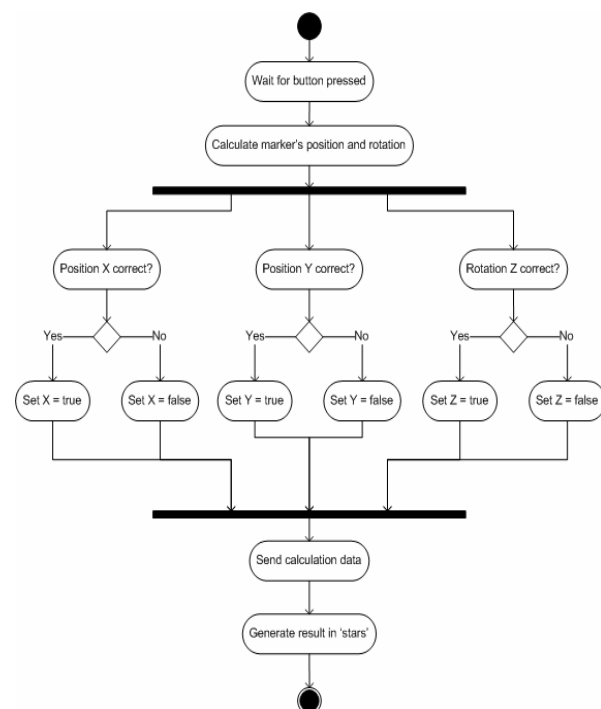 Wait for button pressed
Calculate marker's position and rotation
Position X correct?
Position Y correct?
Rotation Z correct?
Yes
No
Yes
No
Yes
No
Set X = true
Set X = false
Set Y = true
Set Y = false
Set Z = true
Set Z = false
Send calculation data
Generate result in ‘stars’